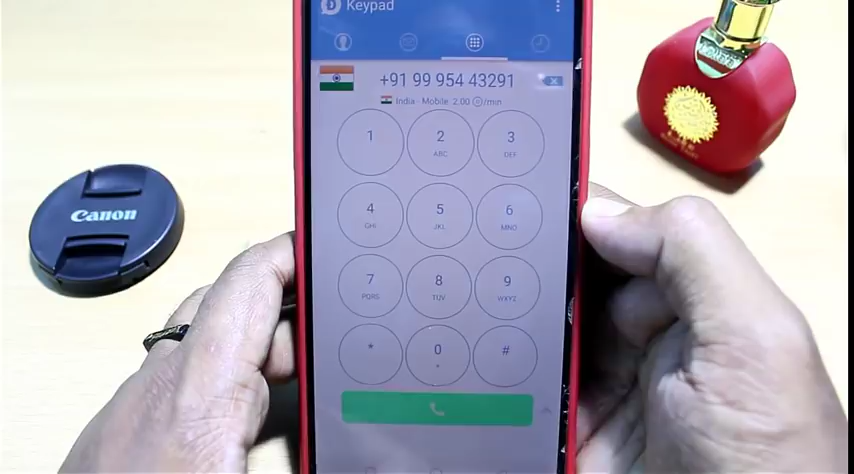 Keypad
+91 99 954 43291
India - Mobile 2.00 /min
1
2 ABC
3 DEF
4 GHI
5 JKL
6 MNO
7 PQRS
8 TUV
9 WXYZ
*
0 +
#
Canon